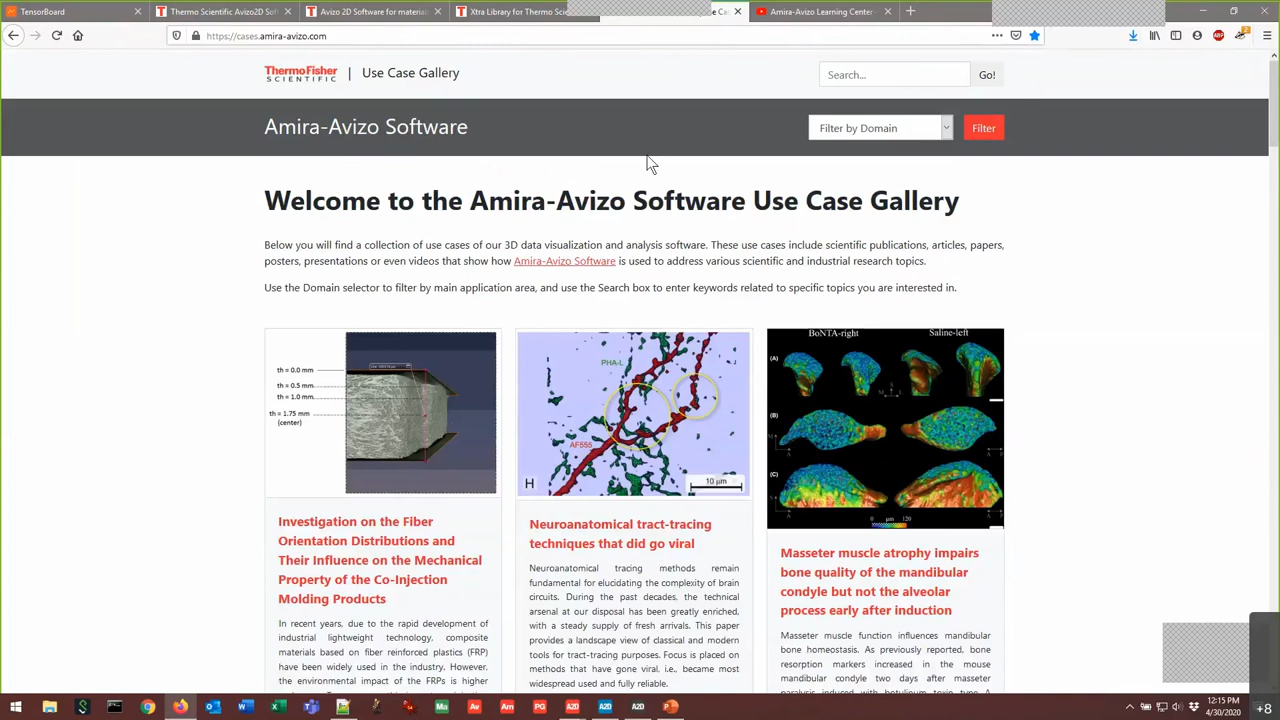 TensorBoard
Thermo Scientific Avizo2D Soft
Avizo 2D Software for materials
Xtra Library for Thermo Scient
Amira-Avizo Learning Center
https://cases.amira-avizo.com
ThermoFisher
SCIENTIFIC
| Use Case Gallery
Search...
Go!
Amira-Avizo Software
Filter by Domain
Filter
Welcome to the Amira-Avizo Software Use Case Gallery
Below you will find a collection of use cases of our 3D data visualization and analysis software. These use cases include scientific publications, articles, papers,
posters, presentations or even videos that show how Amira-Avizo Software is used to address various scientific and industrial research topics.
Use the Domain selector to filter by main application area, and use the Search box to enter keywords related to specific topics you are interested in.
th = 0.0 mm
th = 0.5 mm
th = 1.0 mm
th = 1.75 mm
(center)
Investigation on the Fiber
Orientation Distributions and
Their Influence on the Mechanical
Property of the Co-Injection
Molding Products
In recent years, due to the rapid development of
industrial lightweight technology, composite
materials based on fiber reinforced plastics (FRP)
have been widely used in the industry. However,
the environmental impact of the FRPs is higher
PHA-L
AF555
H
10 µm
Neuroanatomical tract-tracing
techniques that did go viral
Neuroanatomical tracing methods remain
fundamental for elucidating the complexity of brain
circuits. During the past decades, the technical
arsenal at our disposal has been greatly enriched,
with a steady supply of fresh arrivals. This paper
provides a landscape view of classical and modern
tools for tract-tracing purposes. Focus is placed on
methods that have gone viral, i.e., became most
widespread used and fully reliable.
BoNTA-right
Saline-left
(A)
(B)
(C)
0 µm 120
Masseter muscle atrophy impairs
bone quality of the mandibular
condyle but not the alveolar
process early after induction
Masseter muscle function influences mandibular
bone homeostasis. As previously reported, bone
resorption markers increased in the mouse
mandibular condyle two days after masseter
paralysis induced with botulinum toxin type A
12:15 PM
4/30/2020
+8